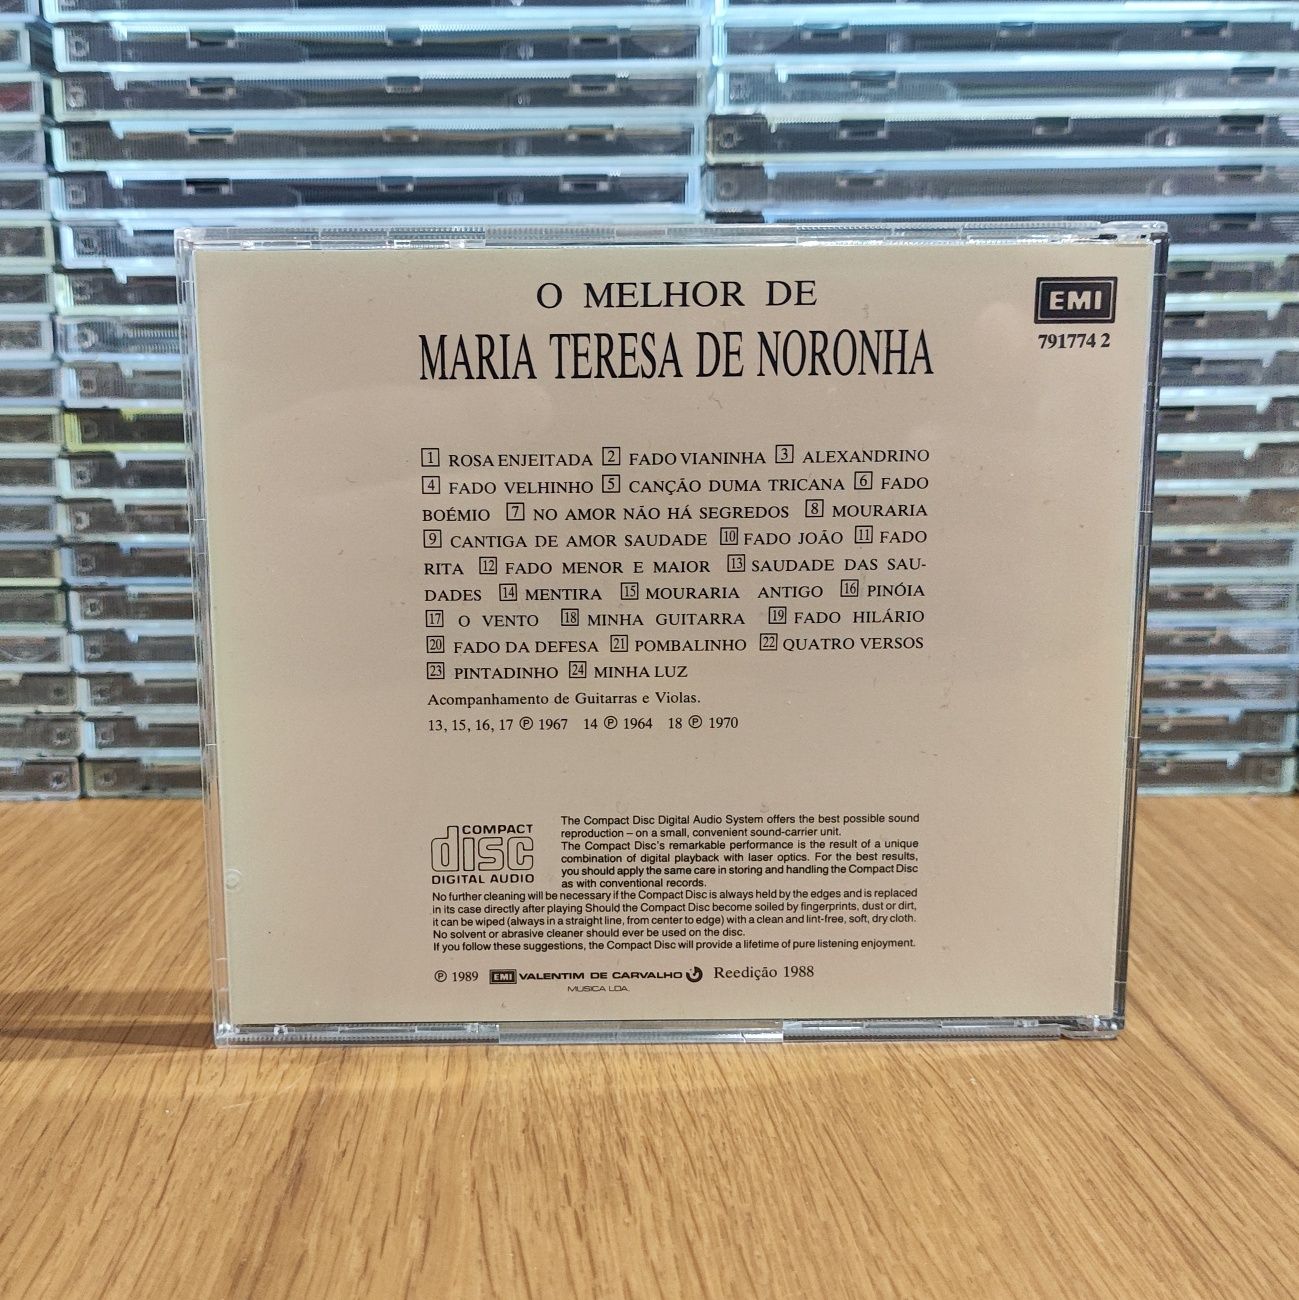 O MELHOR DE
MARIA TERESA DE NORONHA
EMI
791774 2
1 ROSA ENJEITADA 2 FADO VIANINHA 3 ALEXANDRINO
4 FADO VELHINHO 5 CANÇÃO DUMA TRICANA 6 FADO
BOÉMIO 7 NO AMOR NÃO HÁ SEGREDOS 8 MOURARIA
9 CANTIGA DE AMOR SAUDADE 10 FADO JOÃO 11 FADO
RITA 12 FADO MENOR E MAIOR 13 SAUDADE DAS SAU-
DADES 14 MENTIRA 15 MOURARIA ANTIGO 16 PINÓIA
17 O VENTO 18 MINHA GUITARRA 19 FADO HILÁRIO
20 FADO DA DEFESA 21 POMBALINHO 22 QUATRO VERSOS
23 PINTADINHO 24 MINHA LUZ
Acompanhamento de Guitarras e Violas.
13, 15, 16, 17 ℗ 1967 14 ℗ 1964 18 ℗ 1970
COMPACT
disc
DIGITAL AUDIO
The Compact Disc Digital Audio System offers the best possible sound
reproduction – on a small, convenient sound-carrier unit.
The Compact Disc's remarkable performance is the result of a unique
combination of digital playback with laser optics. For the best results,
you should apply the same care in storing and handling the Compact Disc
as with conventional records.
No further cleaning will be necessary if the Compact Disc is always held by the edges and is replaced
in its case directly after playing Should the Compact Disc become soiled by fingerprints, dust or dirt,
it can be wiped (always in a straight line, from center to edge) with a clean and lint-free, soft, dry cloth.
No solvent or abrasive cleaner should ever be used on the disc.
If you follow these suggestions, the Compact Disc will provide a lifetime of pure listening enjoyment.
℗ 1989 EMI VALENTIM DE CARVALHO Reedição 1988
MUSICA LDA.